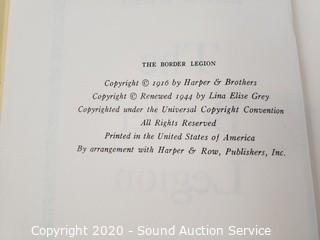 THE BORDER LEGION
Copyright © 1916 by Harper & Brothers
Copyright © Renewed 1944 by Lina Elise Grey
Copyrighted under the Universal Copyright Convention
All Rights Reserved
Printed in the United States of America
By arrangement with Harper & Row, Publishers, Inc.
Legion
Copyright 2020 - Sound Auction Service